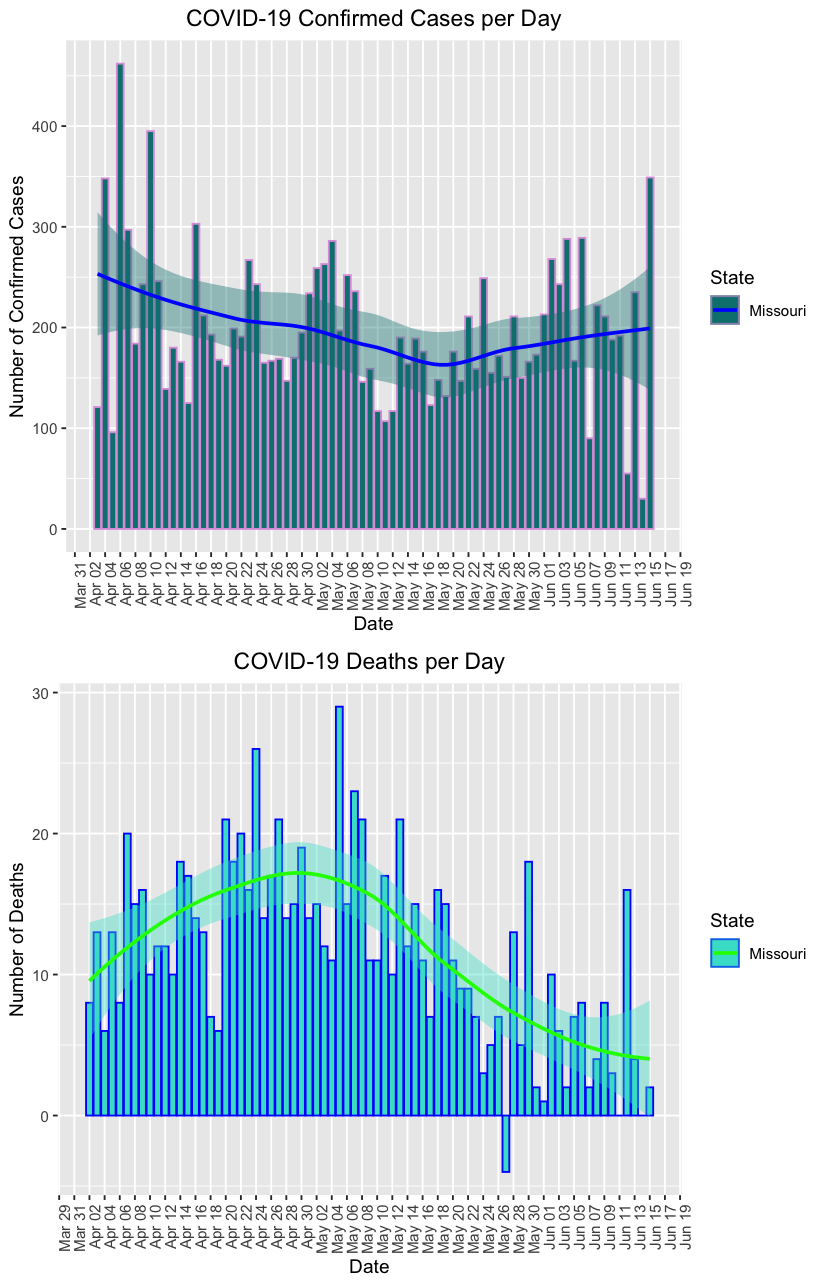 COVID-19 Confirmed Cases per Day
Number of Confirmed Cases
400
300
200
100
0
Mar 31
Apr 02
Apr 04
Apr 06
Apr 08
Apr 10
Apr 12
Apr 14
Apr 16
Apr 18
Apr 20
Apr 22
Apr 24
Apr 26
Apr 28
Apr 30
May 02
May 04
May 06
May 08
May 10
May 12
May 14
May 16
May 18
May 20
May 22
May 24
May 26
May 28
May 30
Jun 01
Jun 03
Jun 05
Jun 07
Jun 09
Jun 11
Jun 13
Jun 15
Jun 17
Jun 19
Date
State
Missouri
COVID-19 Deaths per Day
Number of Deaths
30
20
10
0
Mar 29
Mar 31
Apr 02
Apr 04
Apr 06
Apr 08
Apr 10
Apr 12
Apr 14
Apr 16
Apr 18
Apr 20
Apr 22
Apr 24
Apr 26
Apr 28
Apr 30
May 02
May 04
May 06
May 08
May 10
May 12
May 14
May 16
May 18
May 20
May 22
May 24
May 26
May 28
May 30
Jun 01
Jun 03
Jun 05
Jun 07
Jun 09
Jun 11
Jun 13
Jun 15
Jun 17
Jun 19
Date
State
Missouri